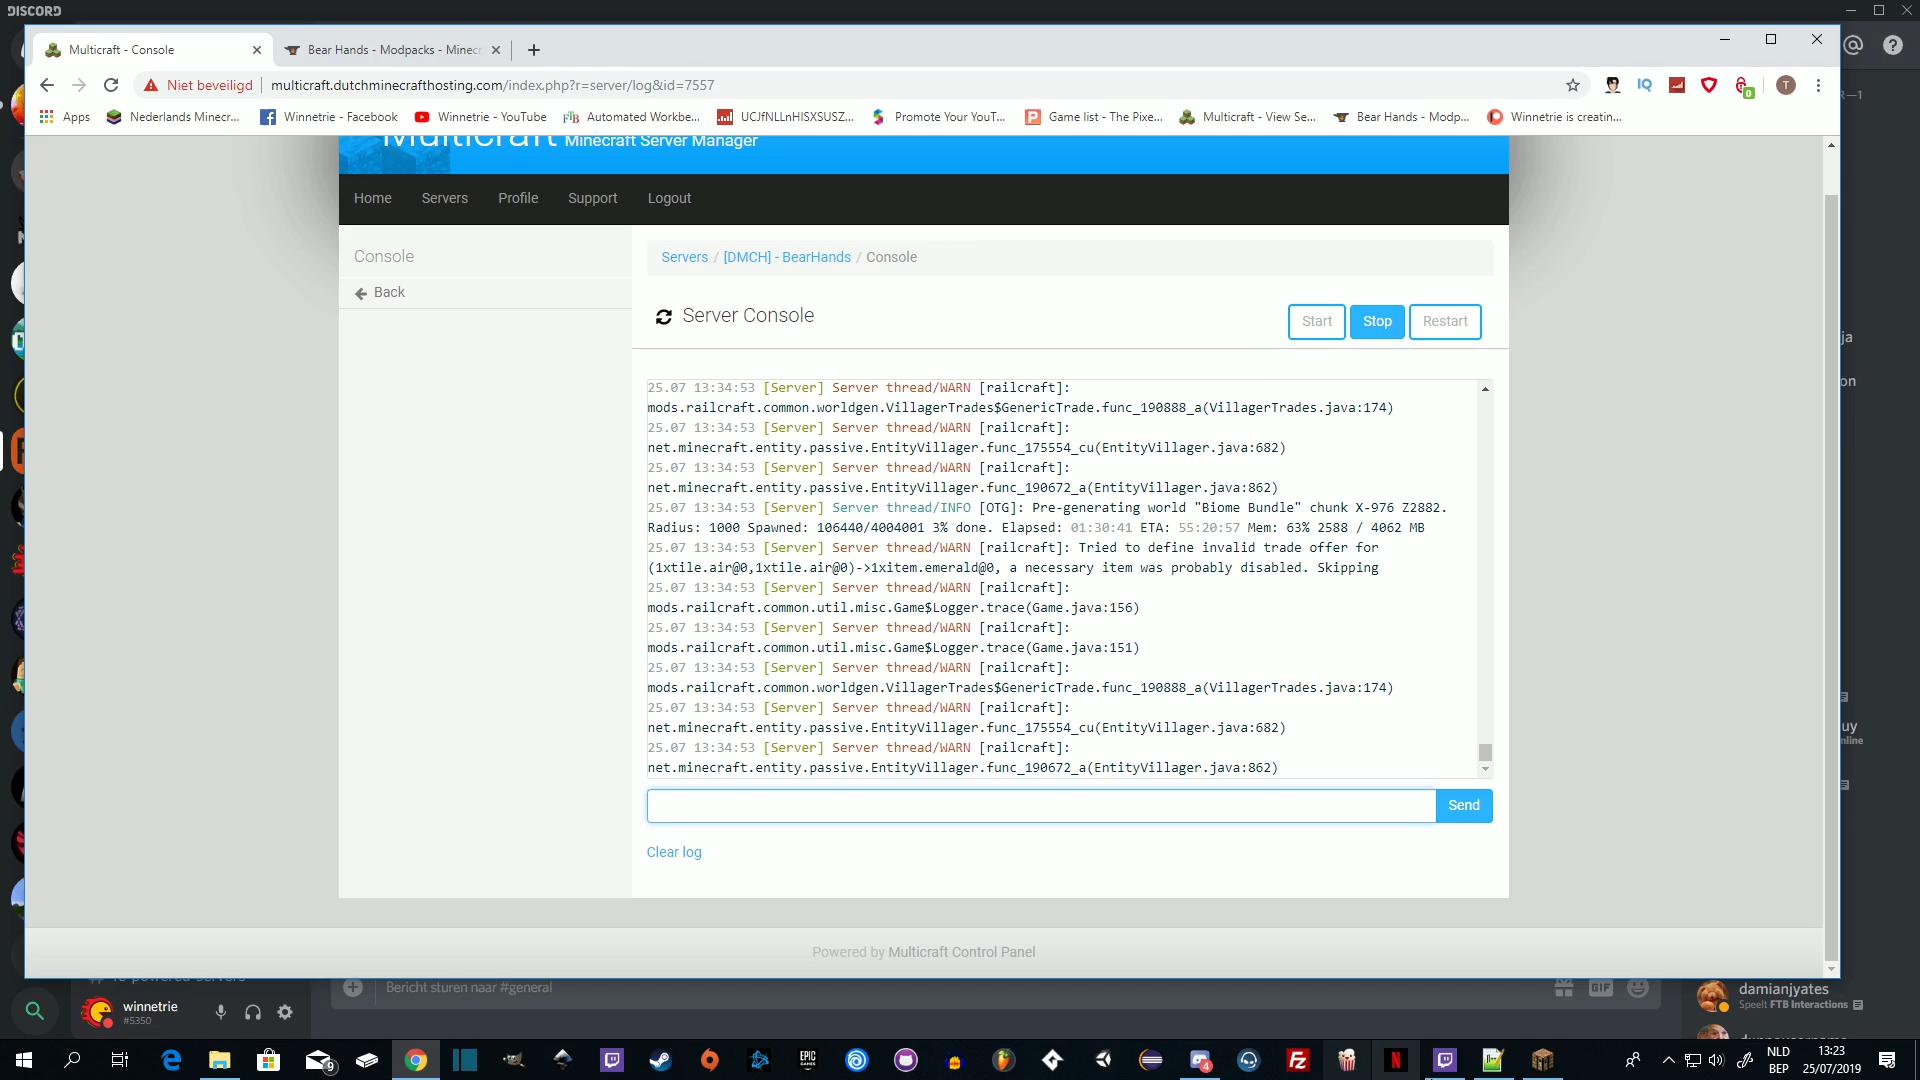 DISCORD
Multicraft - Console
Bear Hands - Modpacks - Minecr
Niet beveiligd
multicraft.dutchminecrafthosting.com/index.php?r=server/log&id=7557
IQ
T
Apps
Nederlands Minecr...
Winnetrie - Facebook
Winnetrie - YouTube
Automated Workbe...
UCJfNLLnHISXSUSZ...
Promote Your YouT...
Game list - The Pixe...
Multicraft - View Se...
Bear Hands - Modp...
Winnetrie is creatin...
Multicraft Minecraft Server Manager
Home
Servers
Profile
Support
Logout
Console
Back
Servers / [DMCH] - BearHands / Console
Server Console
Start
Stop
Restart
25.07 13:34:53 [Server] Server thread/WARN [railcraft]:
mods.railcraft.common.worldgen.VillagerTrades$GenericTrade.func_190888_a(VillagerTrades.java:174)
25.07 13:34:53 [Server] Server thread/WARN [railcraft]:
net.minecraft.entity.passive.EntityVillager.func_175554_cu(EntityVillager.java:682)
25.07 13:34:53 [Server] Server thread/WARN [railcraft]:
net.minecraft.entity.passive.EntityVillager.func_190672_a(EntityVillager.java:862)
25.07 13:34:53 [Server] Server thread/INFO [OTG]: Pre-generating world "Biome Bundle" chunk X-976 Z2882.
Radius: 1000 Spawned: 106440/4004001 3% done. Elapsed: 01:30:41 ETA: 55:20:57 Mem: 63% 2588 / 4062 MB
25.07 13:34:53 [Server] Server thread/WARN [railcraft]: Tried to define invalid trade offer for
(1xtile.air@0,1xtile.air@0)->1xitem.emerald@0, a necessary item was probably disabled. Skipping
25.07 13:34:53 [Server] Server thread/WARN [railcraft]:
mods.railcraft.common.util.misc.Game$Logger.trace(Game.java:156)
25.07 13:34:53 [Server] Server thread/WARN [railcraft]:
mods.railcraft.common.util.misc.Game$Logger.trace(Game.java:151)
25.07 13:34:53 [Server] Server thread/WARN [railcraft]:
mods.railcraft.common.worldgen.VillagerTrades$GenericTrade.func_190888_a(VillagerTrades.java:174)
25.07 13:34:53 [Server] Server thread/WARN [railcraft]:
net.minecraft.entity.passive.EntityVillager.func_175554_cu(EntityVillager.java:682)
25.07 13:34:53 [Server] Server thread/WARN [railcraft]:
net.minecraft.entity.passive.EntityVillager.func_190672_a(EntityVillager.java:862)
Send
Clear log
Powered by Multicraft Control Panel
winnetrie
#5350
Bericht sturen naar #general
GIF
damianjyates
Speelt FTB Interactions
NLD
BEP
13:23
25/07/2019